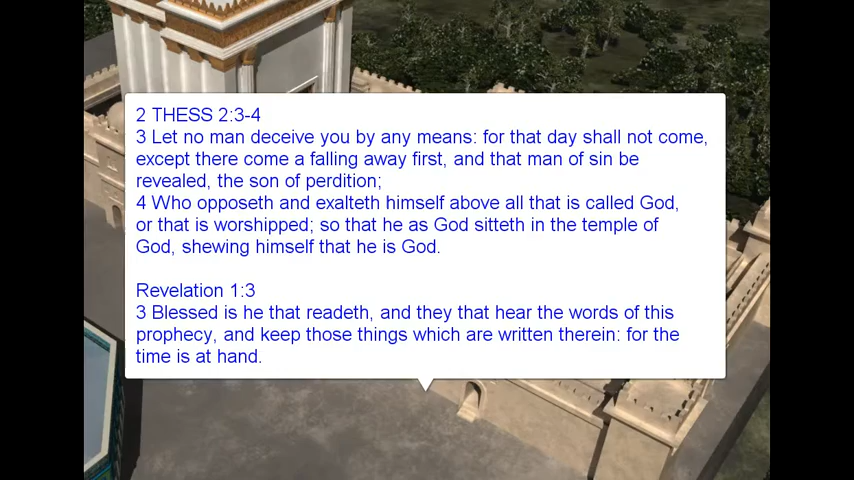 2 THESS 2:3-4
3 Let no man deceive you by any means: for that day shall not come,
except there come a falling away first, and that man of sin be
revealed, the son of perdition;
4 Who opposeth and exalteth himself above all that is called God,
or that is worshipped; so that he as God sitteth in the temple of
God, shewing himself that he is God.
Revelation 1:3
3 Blessed is he that readeth, and they that hear the words of this
prophecy, and keep those things which are written therein: for the
time is at hand.